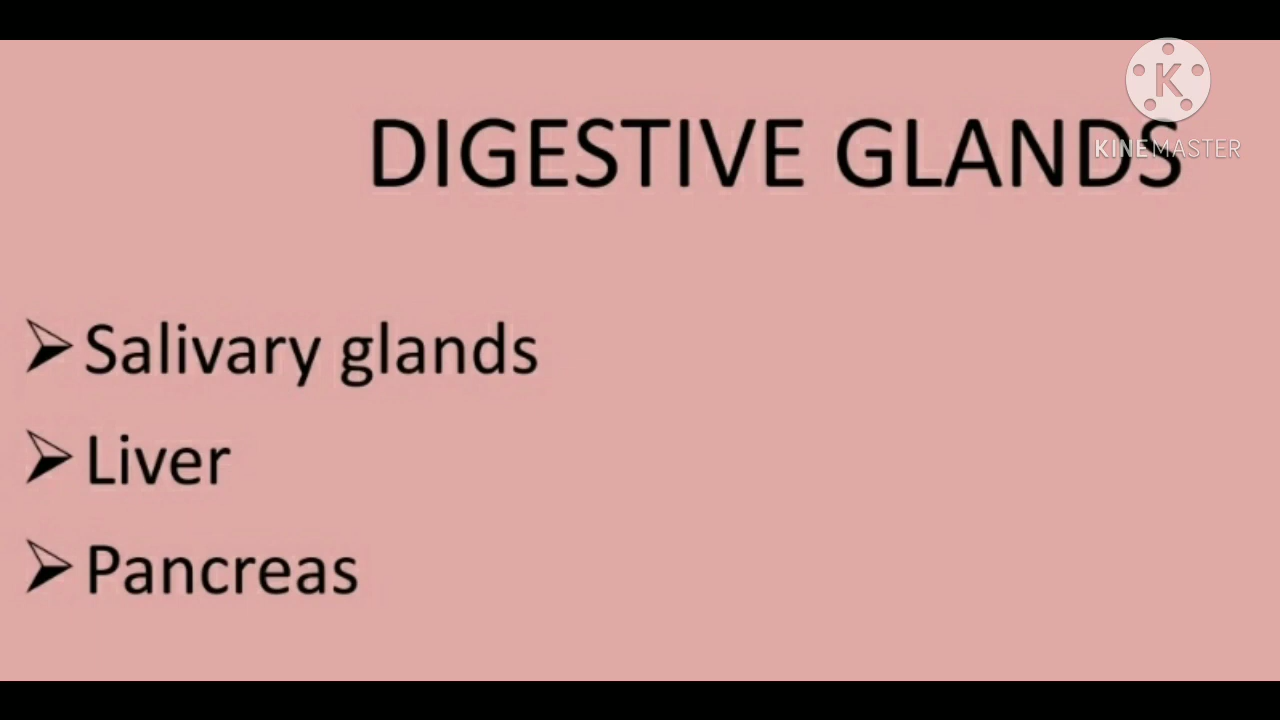 K
KINEMASTER
DIGESTIVE GLANDS
Salivary glands
Liver
Pancreas